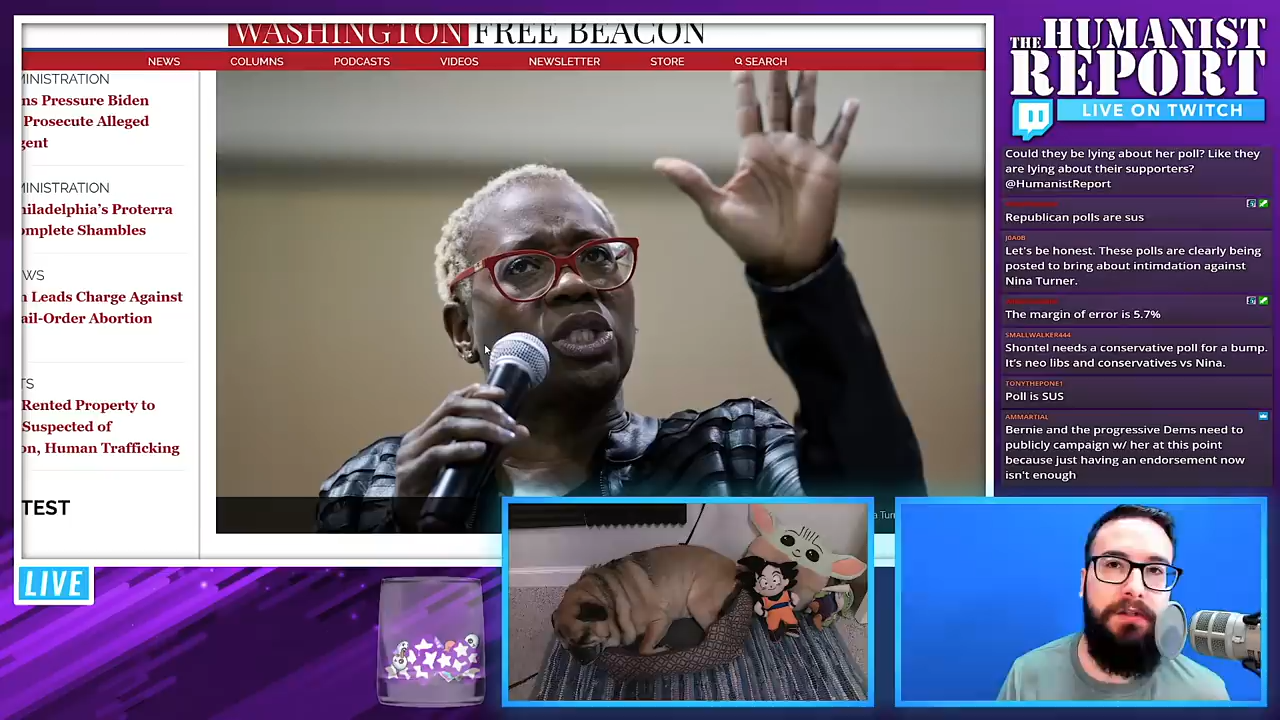 WASHINGTON FREE BEACON
NEWS COLUMNS PODCASTS VIDEOS NEWSLETTER STORE SEARCH
MINISTRATION
ns Pressure Biden
Prosecute Alleged
gent
MINISTRATION
hiladelphia's Proterra
omplete Shambles
WS
n Leads Charge Against
ail-Order Abortion
TS
Rented Property to
Suspected of
on, Human Trafficking
TEST
a Turn
LIVE
THE HUMANIST
REPORT
LIVE ON TWITCH
Could they be lying about her poll? Like they
are lying about their supporters?
@HumanistReport
Republican polls are sus
JOAOB
Let's be honest. These polls are clearly being
posted to bring about intimdation against
Nina Turner.
The margin of error is 5.7%
SMALLWALKER444
Shontel needs a conservative poll for a bump.
It's neo libs and conservatives vs Nina.
TONYTHEPONE1
Poll is SUS
AMMARTIAL
Bernie and the progressive Dems need to
publicly campaign w/ her at this point
because just having an endorsement now
isn't enough